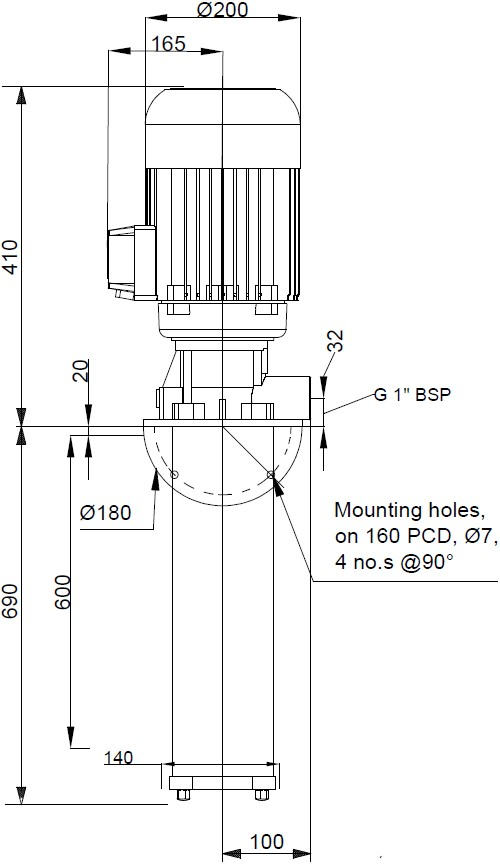 Ø200
165
410
32
20
G 1" BSP
Ø180
Mounting holes,
on 160 PCD, Ø7,
4 no.s @90°
600
690
140
100